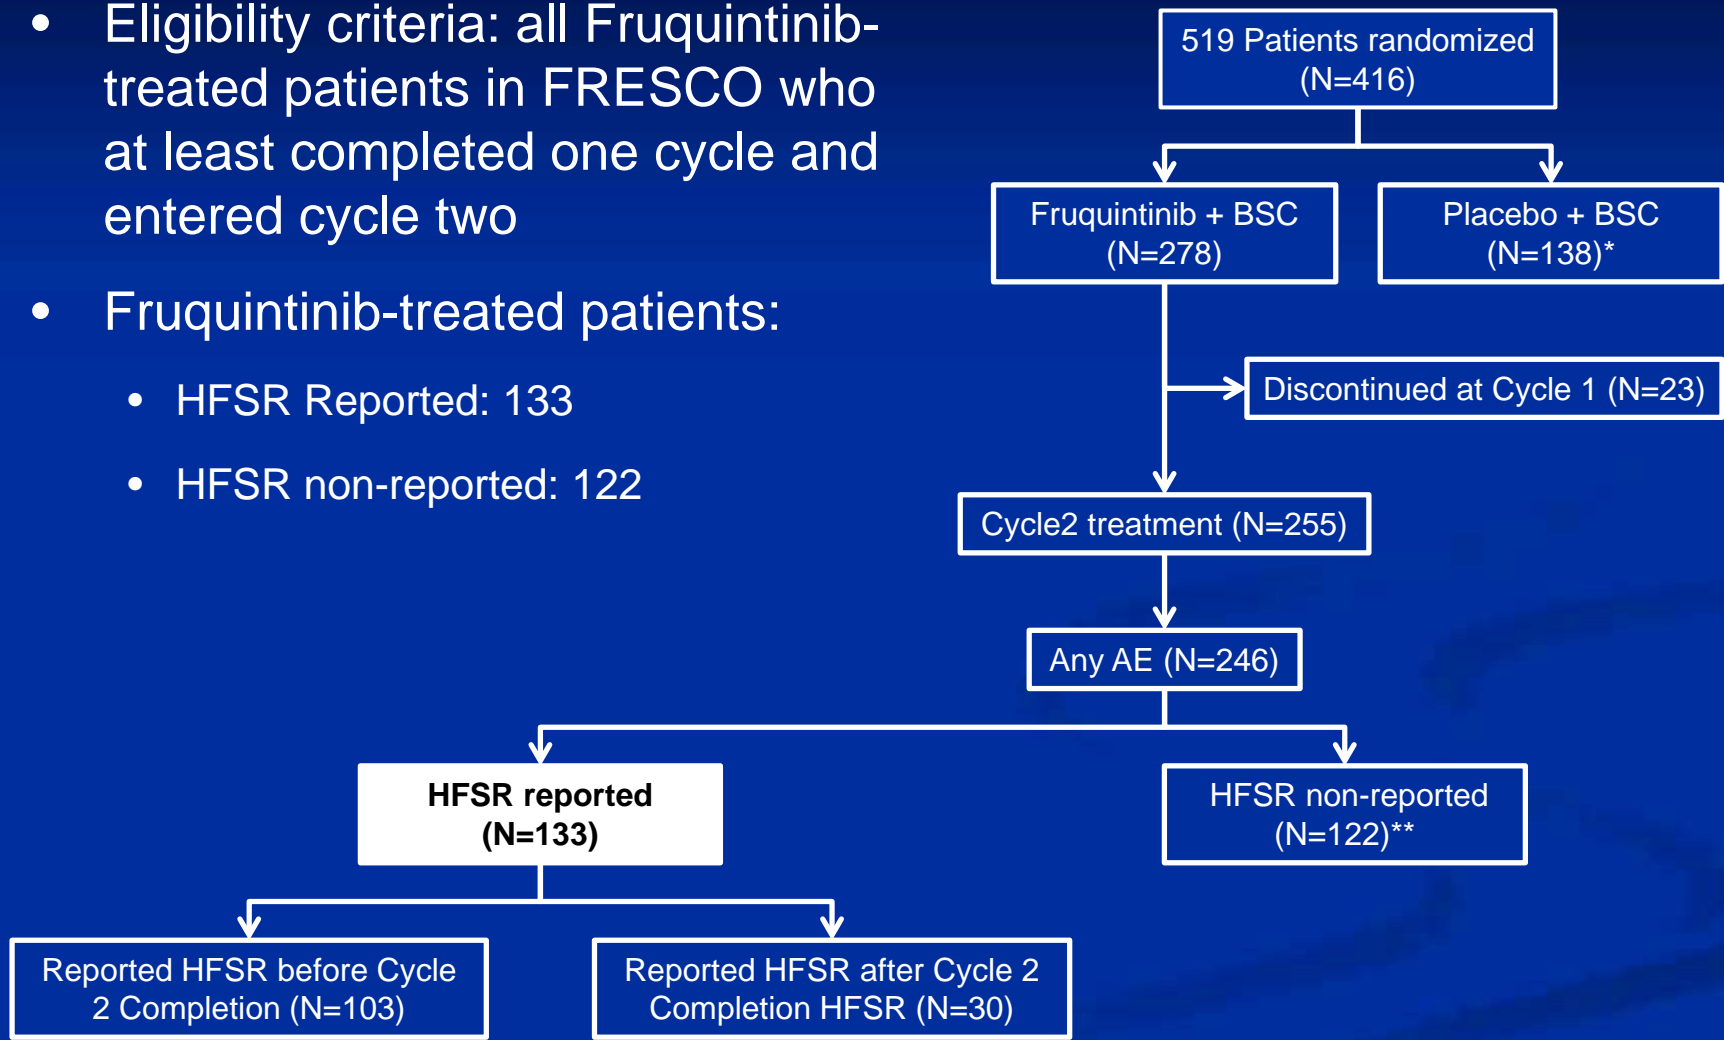 • Eligibility criteria: all Fruquintinib-
treated patients in FRESCO who
at least completed one cycle and
entered cycle two
• Fruquintinib-treated patients:
• HFSR Reported: 133
• HFSR non-reported: 122
519 Patients randomized
(N=416)
Fruquintinib + BSC
(N=278)
Placebo + BSC
(N=138)*
Discontinued at Cycle 1 (N=23)
Cycle2 treatment (N=255)
Any AE (N=246)
HFSR reported
(N=133)
HFSR non-reported
(N=122)**
Reported HFSR before Cycle
2 Completion (N=103)
Reported HFSR after Cycle 2
Completion HFSR (N=30)